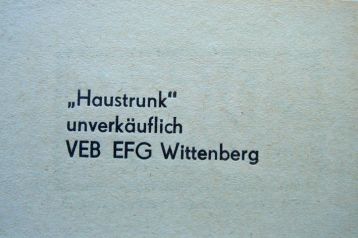 „Haustrunk“
unverkäuflich
VEB EFG Wittenberg